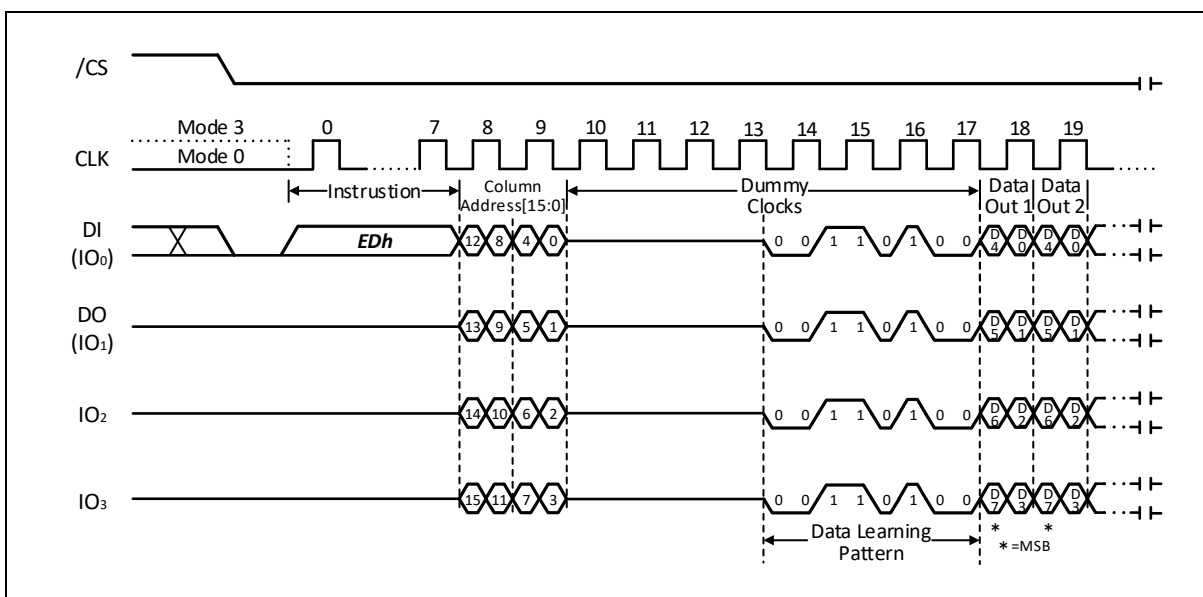 /CS
Mode 3
0 7 8 9 10 11 12 13 14 15 16 17 18 19
CLK
Mode 0
Instrustion
Column
Address[15:0]
Dummy
Clocks
Data
Out 1
Data
Out 2
DI
(IO0)
EDh
12 8 4 0
0 0 1 1 0 1 0 0
D4 D0 D4 D0
DO
(IO1)
13 9 5 1
0 0 1 1 0 1 0 0
D5 D1 D5 D1
IO2
14 10 6 2
0 0 1 1 0 1 0 0
D6 D2 D6 D2
IO3
15 11 7 3
0 0 1 1 0 1 0 0
D7 D3 D7 D3
* *
Data Learning
Pattern
*=MSB